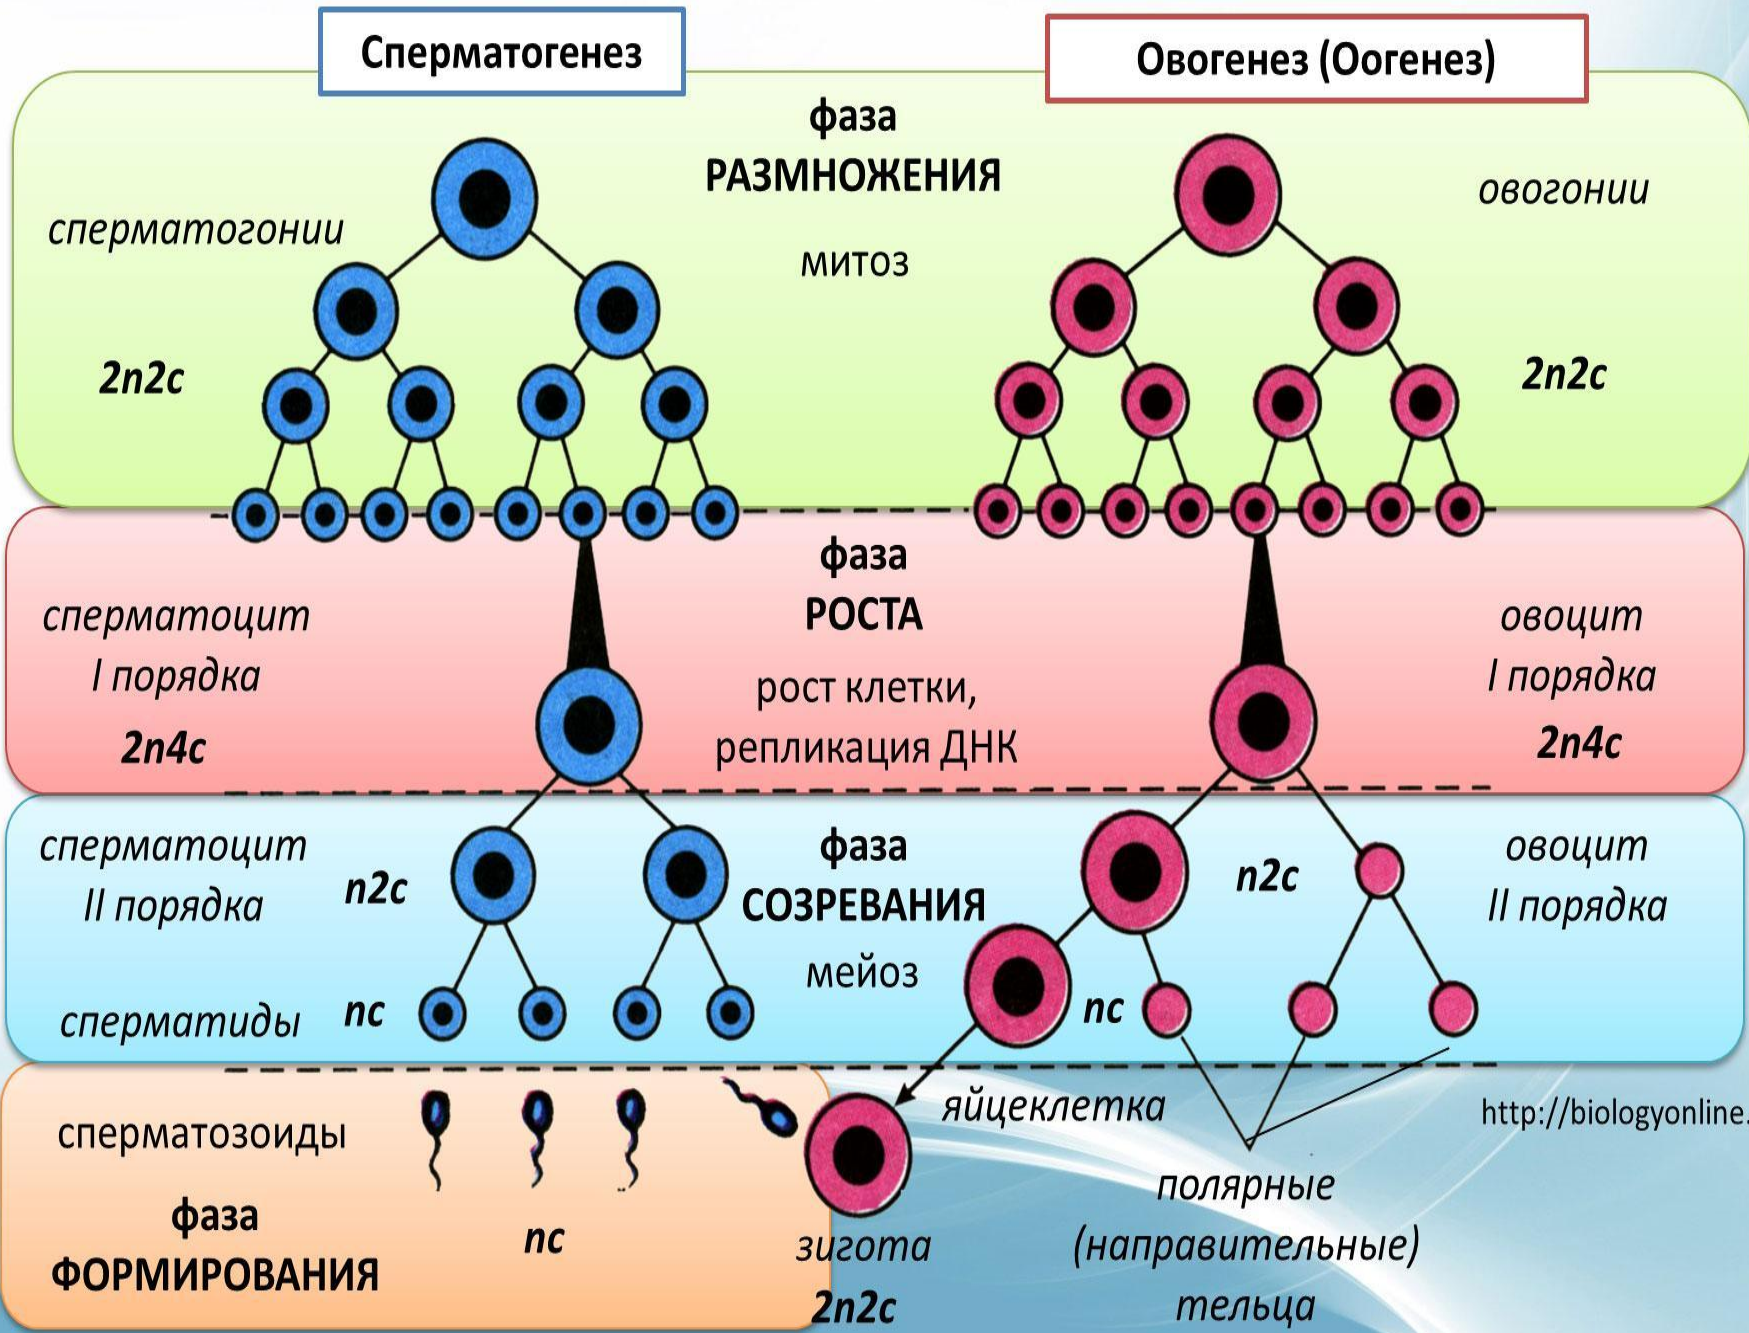 Сперматогенез
Овогенез (Оогенез)
фаза
РАЗМНОЖЕНИЯ
митоз
сперматогонии
2n2c
овогонии
2n2c
фаза
РОСТА
рост клетки,
репликация ДНК
сперматоцит
I порядка
2n4c
овоцит
I порядка
2n4c
сперматоцит
II порядка
n2c
фаза
СОЗРЕВАНИЯ
мейоз
n2c
овоцит
II порядка
сперматиды
nc
nc
сперматозоиды
фаза
ФОРМИРОВАНИЯ
nc
яйцеклетка
http://biologyonline.
зигота
2n2c
полярные
(направительные)
тельца